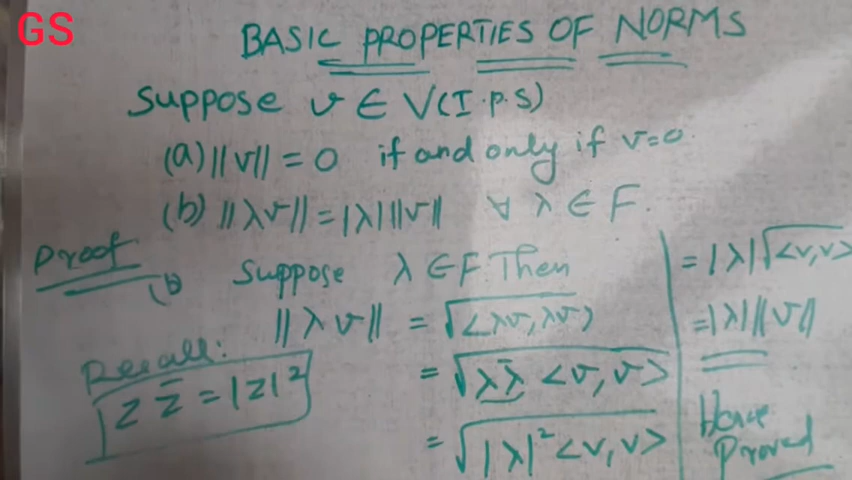 GS
BASIC PROPERTIES OF NORMS
Suppose v ∈ V(I.p.s)
(a) ||v|| = 0 if and only if v=0.
(b) ||λv|| = |λ| ||v|| ∀ λ ∈ F.
Proof
(b) Suppose λ ∈ F Then
||λv|| = √<λv, λv>
= √λλ̄ <v, v>
= √|λ|² <v, v>
Recall:
z z̄ = |z|²
= |λ| √<v, v>
= |λ| ||v||
Hence
Proved